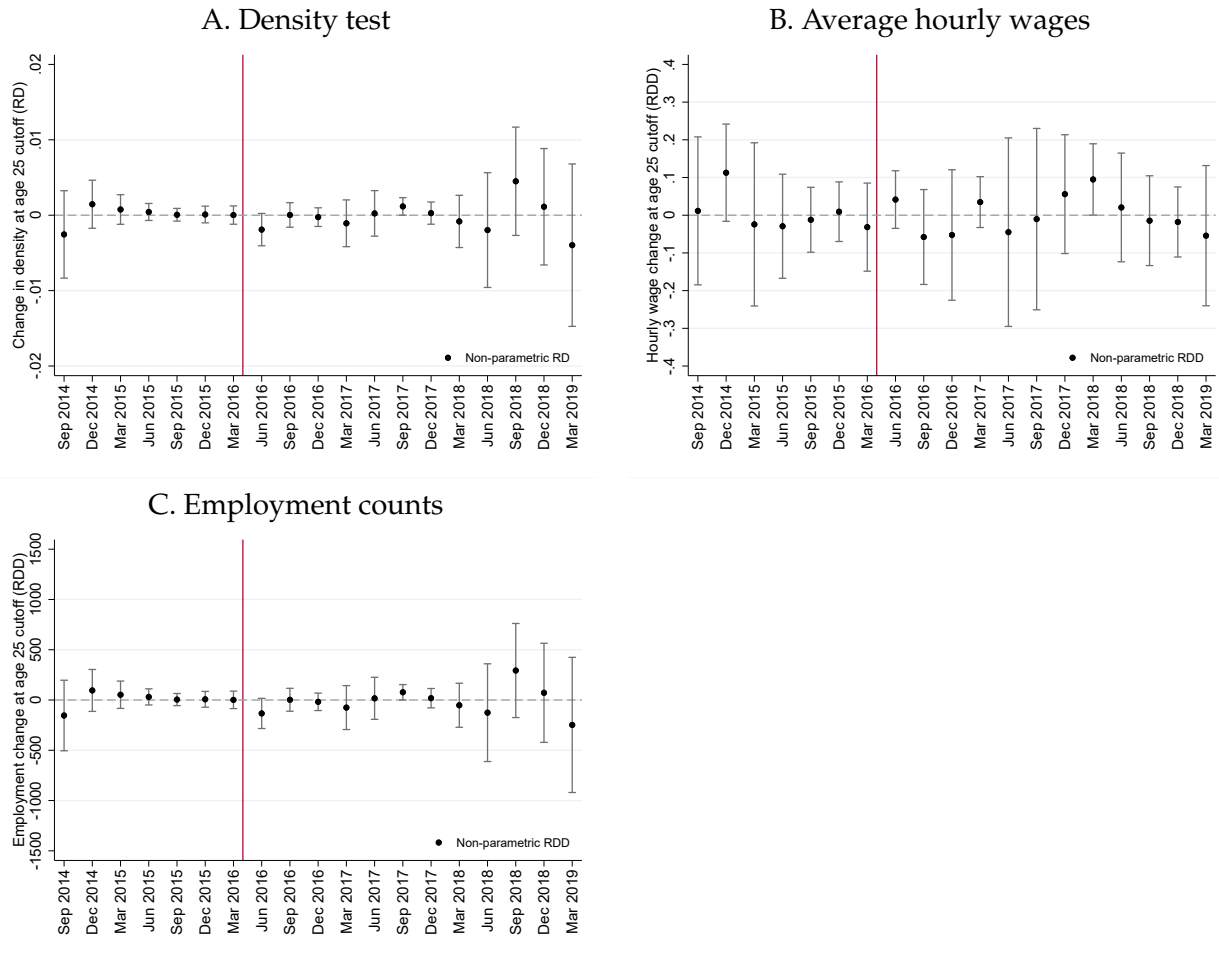 A. Density test
Change in density at age 25 cutoff (RD)
.02
.01
0
-.01
-.02
Non-parametric RD
Sep 2014
Dec 2014
Mar 2015
Jun 2015
Sep 2015
Dec 2015
Mar 2016
Jun 2016
Sep 2016
Dec 2016
Mar 2017
Jun 2017
Sep 2017
Dec 2017
Mar 2018
Jun 2018
Sep 2018
Dec 2018
Mar 2019
B. Average hourly wages
Hourly wage change at age 25 cutoff (RDD)
.4
.3
.2
.1
0
-.1
-.2
-.3
-.4
Non-parametric RDD
Sep 2014
Dec 2014
Mar 2015
Jun 2015
Sep 2015
Dec 2015
Mar 2016
Jun 2016
Sep 2016
Dec 2016
Mar 2017
Jun 2017
Sep 2017
Dec 2017
Mar 2018
Jun 2018
Sep 2018
Dec 2018
Mar 2019
C. Employment counts
Employment change at age 25 cutoff (RDD)
1500
1000
500
0
-500
-1000
-1500
Non-parametric RDD
Sep 2014
Dec 2014
Mar 2015
Jun 2015
Sep 2015
Dec 2015
Mar 2016
Jun 2016
Sep 2016
Dec 2016
Mar 2017
Jun 2017
Sep 2017
Dec 2017
Mar 2018
Jun 2018
Sep 2018
Dec 2018
Mar 2019